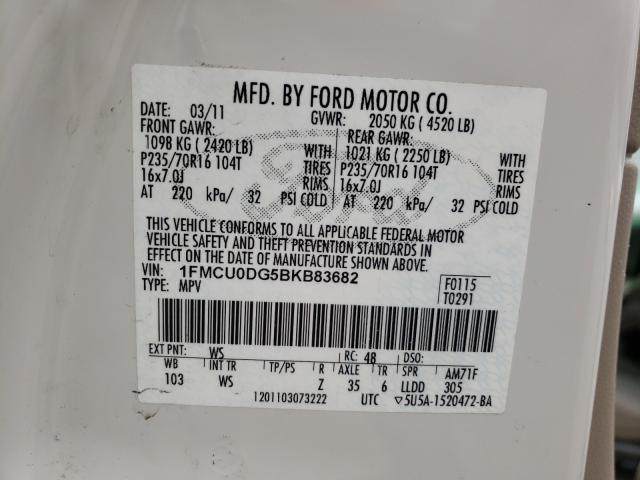 MFD. BY FORD MOTOR CO.
DATE: 03/11 GVWR: 2050 KG ( 4520 LB)
FRONT GAWR: REAR GAWR:
1098 KG ( 2420 LB) WITH 1021 KG ( 2250 LB) WITH
P235/70R16 104T TIRES P235/70R16 104T TIRES
16x7.0J RIMS 16x7.0J RIMS
AT 220 kPa/ 32 PSI COLD AT 220 kPa/ 32 PSI COLD
Ford
THIS VEHICLE CONFORMS TO ALL APPLICABLE FEDERAL MOTOR
VEHICLE SAFETY AND THEFT PREVENTION STANDARDS IN
EFFECT ON THE DATE OF MANUFACTURE SHOWN ABOVE.
VIN: 1FMCU0DG5BKB83682 F0115
TYPE: MPV T0291
EXT PNT: WS RC: 48 DSO:
WB INT TR TP/PS R AXLE TR SPR AM71F
103 WS Z 35 6 LLDD 305
1201103073222 UTC ▽5U5A-1520472-BA